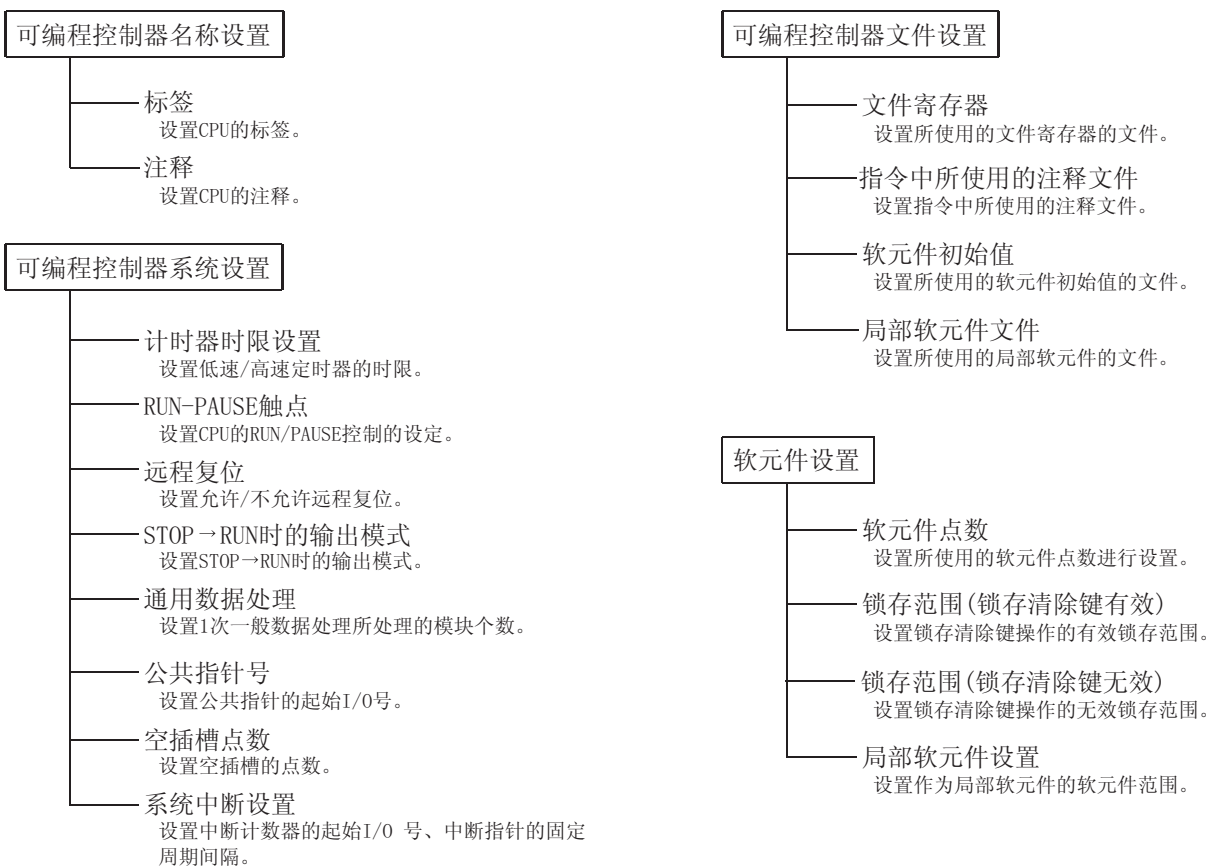 可编程控制器名称设置
标签
设置CPU的标签。
注释
设置CPU的注释。
可编程控制器系统设置
计时器时限设置
设置低速/高速定时器的时限。
RUN-PAUSE触点
设置CPU的RUN/PAUSE控制的设定。
远程复位
设置允许/不允许远程复位。
STOP→RUN时的输出模式
设置STOP→RUN时的输出模式。
通用数据处理
设置1次一般数据处理所处理的模块个数。
公共指针号
设置公共指针的起始I/O号。
空插槽点数
设置空插槽的点数。
系统中断设置
设置中断计数器的起始I/O 号、中断指针的固定
周期间隔。
可编程控制器文件设置
文件寄存器
设置所使用的文件寄存器的文件。
指令中所使用的注释文件
设置指令中所使用的注释文件。
软元件初始值
设置所使用的软元件初始值的文件。
局部软元件文件
设置所使用的局部软元件的文件。
软元件设置
软元件点数
设置所使用的软元件点数进行设置。
锁存范围(锁存清除键有效)
设置锁存清除键操作的有效锁存范围。
锁存范围(锁存清除键无效)
设置锁存清除键操作的无效锁存范围。
局部软元件设置
设置作为局部软元件的软元件范围。